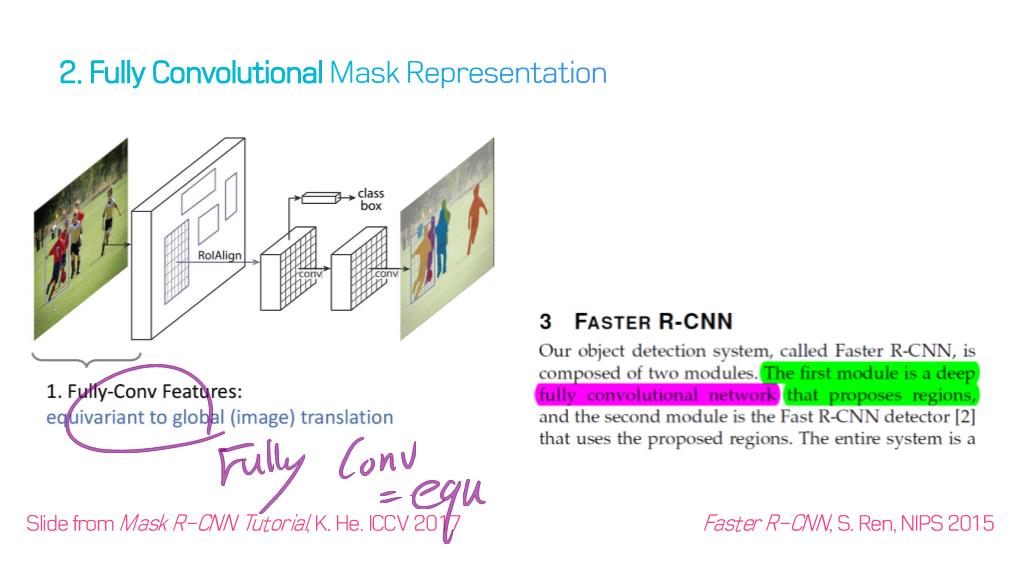 2. Fully Convolutional Mask Representation
class
box
RoIAlign
conv
conv
1. Fully-Conv Features:
equivariant to global (image) translation
Fully Conv
= equ
3 FASTER R-CNN
Our object detection system, called Faster R-CNN, is
composed of two modules. The first module is a deep
fully convolutional network that proposes regions,
and the second module is the Fast R-CNN detector [2]
that uses the proposed regions. The entire system is a
Slide from Mask R-CNN Tutorial, K. He. ICCV 2017
Faster R-CNN, S. Ren, NIPS 2015